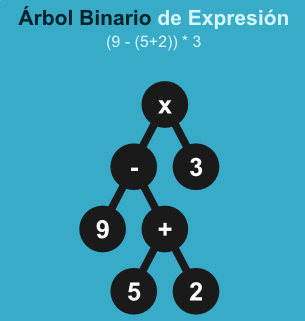 Árbol Binario de Expresión
(9 - (5+2)) * 3
x
- 3
9 +
5 2